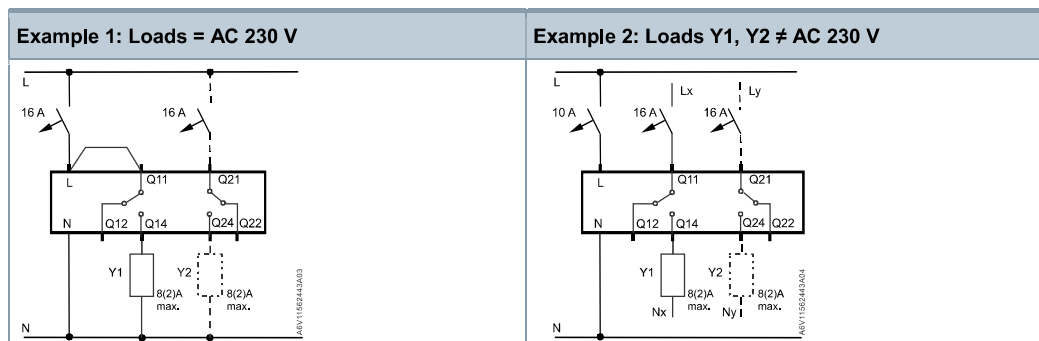 Example 1: Loads = AC 230 V
Example 2: Loads Y1, Y2 ≠ AC 230 V
L
16 A
16 A
L
Q11
Q21
N
Q12
Q14
Q24
Q22
Y1
8(2)A
max.
Y2
8(2)A
max.
N
A6V11562443A03
L
Lx
Ly
10 A
16 A
16 A
L
Q11
Q21
N
Q12
Q14
Q24
Q22
Y1
8(2)A
max.
Nx
Y2
8(2)A
max.
Ny
N
A6V11562443A04